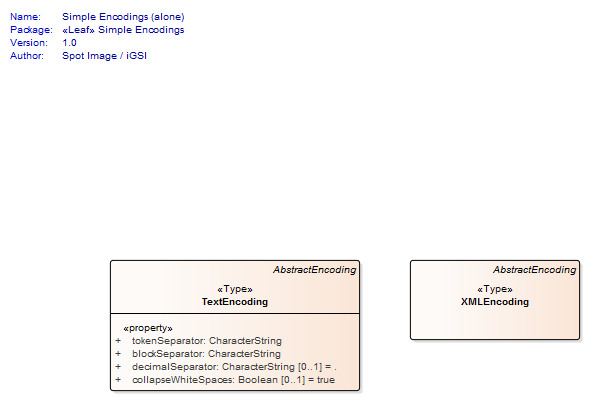 Name: Simple Encodings (alone)
Package: «Leaf» Simple Encodings
Version: 1.0
Author: Spot Image / iGSI
AbstractEncoding
«Type»
TextEncoding
«property»
+ tokenSeparator: CharacterString
+ blockSeparator: CharacterString
+ decimalSeparator: CharacterString [0..1] = .
+ collapseWhiteSpaces: Boolean [0..1] = true
AbstractEncoding
«Type»
XMLEncoding